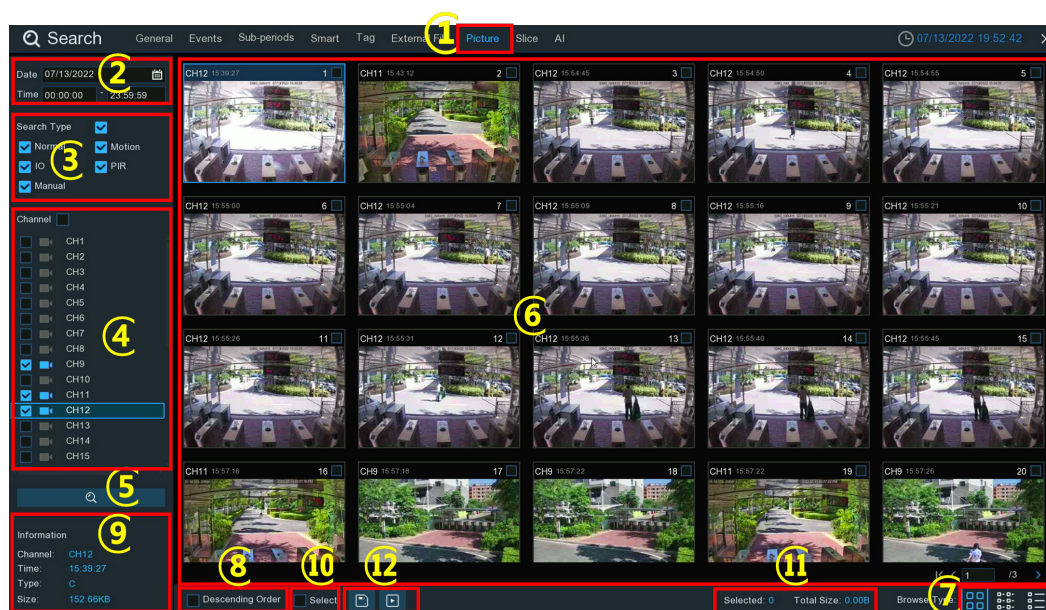 Search General Events Sub-periods Smart Tag External Fi ① Picture Slice AI 07/13/2022 19:52:42
Date 07/13/2022 ②
Time 00:00:00 - 23:59:59
Search Type
③ Motion
IO PIR
Manual
Channel
CH1
CH2
CH3
CH4
CH5
CH6
CH7
CH8
CH9
CH10
CH11
CH12
CH13
CH14
CH15
④
⑤
Information ⑨
Channel: CH12
Time: 15:39:27
Type: C
Size: 152.66KB
CH12 15:39:27 1
CH11 15:43:12 2
CH12 15:54:45 3
CH12 15:54:50 4
CH12 15:54:55 5
CH12 15:55:00 6
CH12 15:55:04 7
CH12 15:55:09 8
CH12 15:55:16 9
CH12 15:55:21 10
⑥
CH12 15:55:26 11
CH12 15:55:31 12
CH12 15:55:36 13
CH12 15:55:40 14
CH12 15:55:45 15
CH11 15:57:16 16
CH9 15:57:18 17
CH9 15:57:22 18
CH11 15:57:22 19
CH9 15:57:26 20
1 /3
⑧ ⑩ ⑫ ⑪ ⑦
Descending Order Select Selected: 0 Total Size: 0.00B Browse Type: